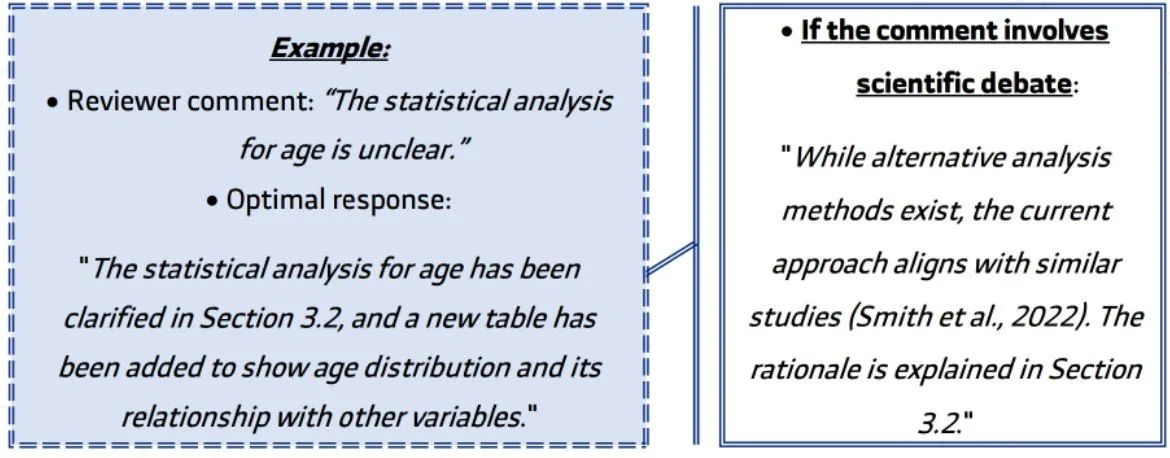 Example:
• Reviewer comment: “The statistical analysis
for age is unclear.”
• Optimal response:
"The statistical analysis for age has been
clarified in Section 3.2, and a new table has
been added to show age distribution and its
relationship with other variables."
• If the comment involves
scientific debate:
"While alternative analysis
methods exist, the current
approach aligns with similar
studies (Smith et al., 2022). The
rationale is explained in Section
3.2."